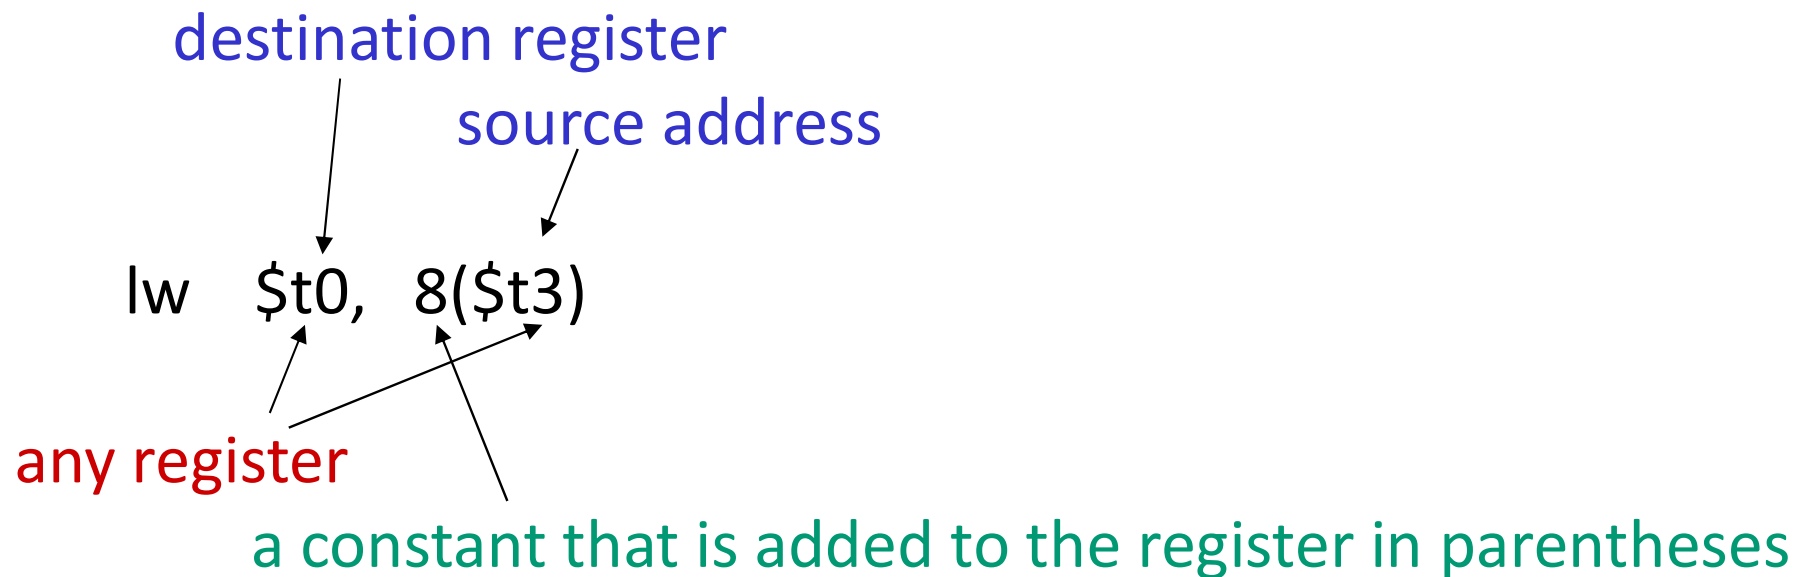 destination register
source address
lw $t0, 8($t3)
any register
a constant that is added to the register in parentheses